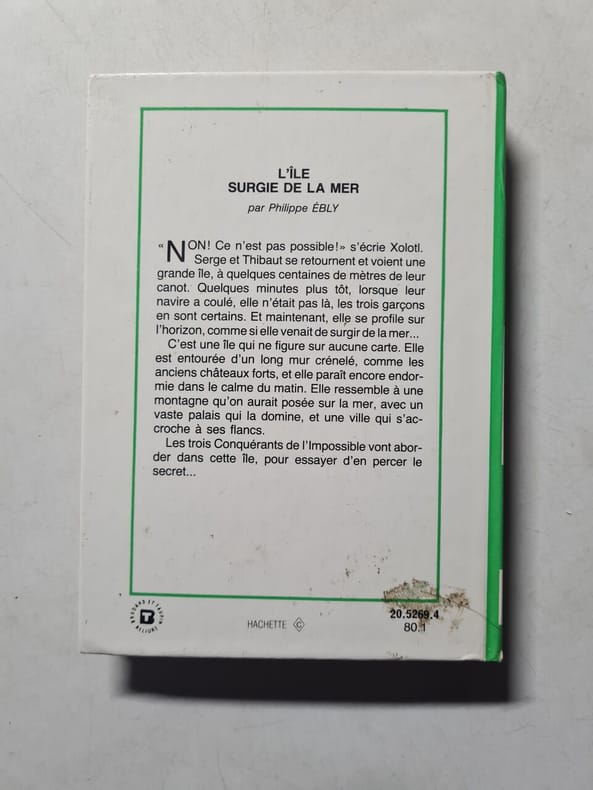 L'ÎLE
SURGIE DE LA MER
par Philippe ÉBLY
« NON! Ce n'est pas possible!» s'écrie Xolotl.
Serge et Thibaut se retournent et voient une
grande île, à quelques centaines de mètres de leur
canot. Quelques minutes plus tôt, lorsque leur
navire a coulé, elle n'était pas là, les trois garçons
en sont certains. Et maintenant, elle se profile sur
l'horizon, comme si elle venait de surgir de la mer...
C'est une île qui ne figure sur aucune carte. Elle
est entourée d'un long mur crénelé, comme les
anciens châteaux forts, et elle paraît encore endor-
mie dans le calme du matin. Elle ressemble à une
montagne qu'on aurait posée sur la mer, avec un
vaste palais qui la domine, et une ville qui s'ac-
croche à ses flancs.
Les trois Conquérants de l'Impossible vont abor-
der dans cette île, pour essayer d'en percer le
secret...
BRODARD ET TAUPIN
RELIURE
HACHETTE C
20.5269.4
80.1